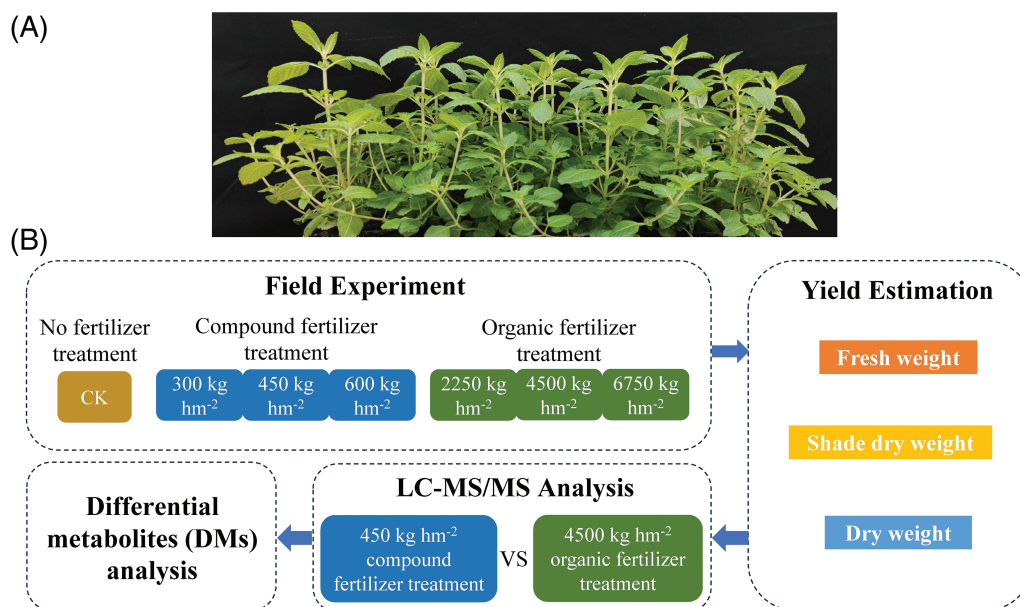 (A)
(B)
Field Experiment
No fertilizer
treatment
CK
Compound fertilizer
treatment
300 kg
hm⁻²
450 kg
hm⁻²
600 kg
hm⁻²
Organic fertilizer
treatment
2250 kg
hm⁻²
4500 kg
hm⁻²
6750 kg
hm⁻²
Yield Estimation
Fresh weight
Shade dry weight
Dry weight
LC-MS/MS Analysis
450 kg hm⁻²
compound
fertilizer treatment
VS
4500 kg hm⁻²
organic fertilizer
treatment
Differential
metabolites (DMs)
analysis